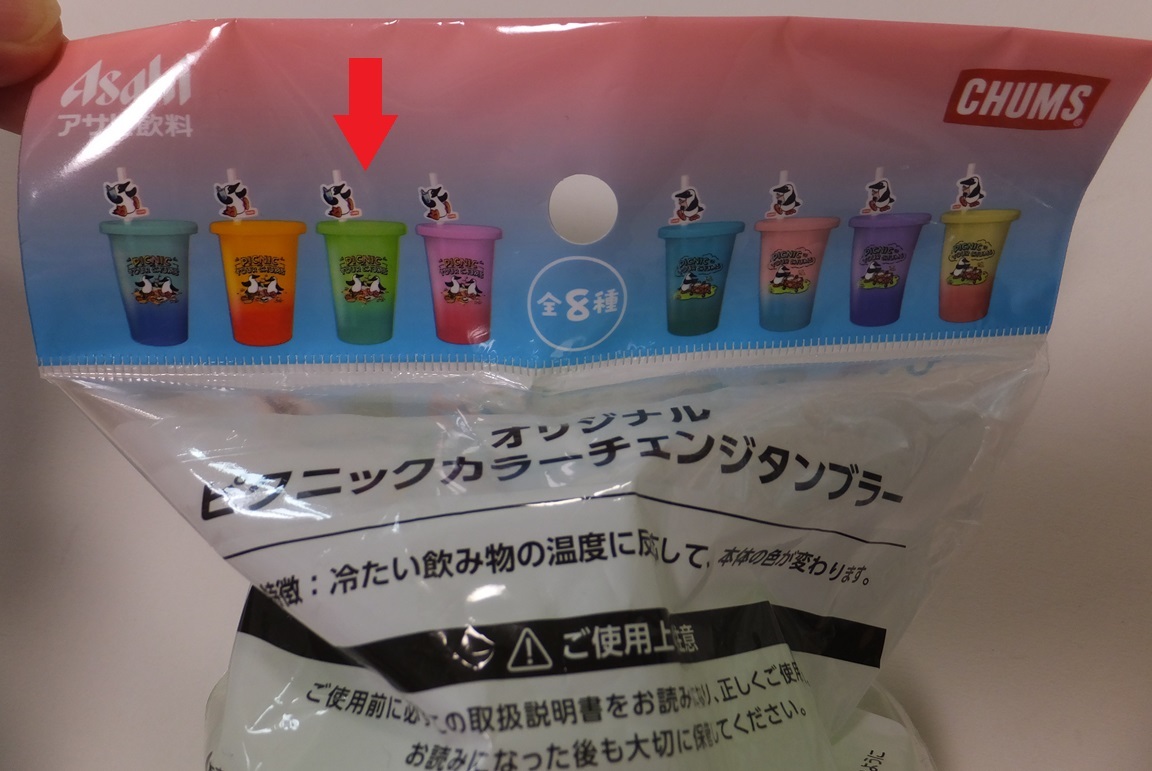 Asahi
アサヒ飲料
CHUMS
全8種
オリジナル
ピクニックカラーチェンジタンブラー
特徴：冷たい飲み物の温度に反応して、本体の色が変わります。
⚠ ご使用上注意
ご使用前に必ずこの取扱説明書をお読みになり、正しくご使用
お読みになった後も大切に保管してください。
ように